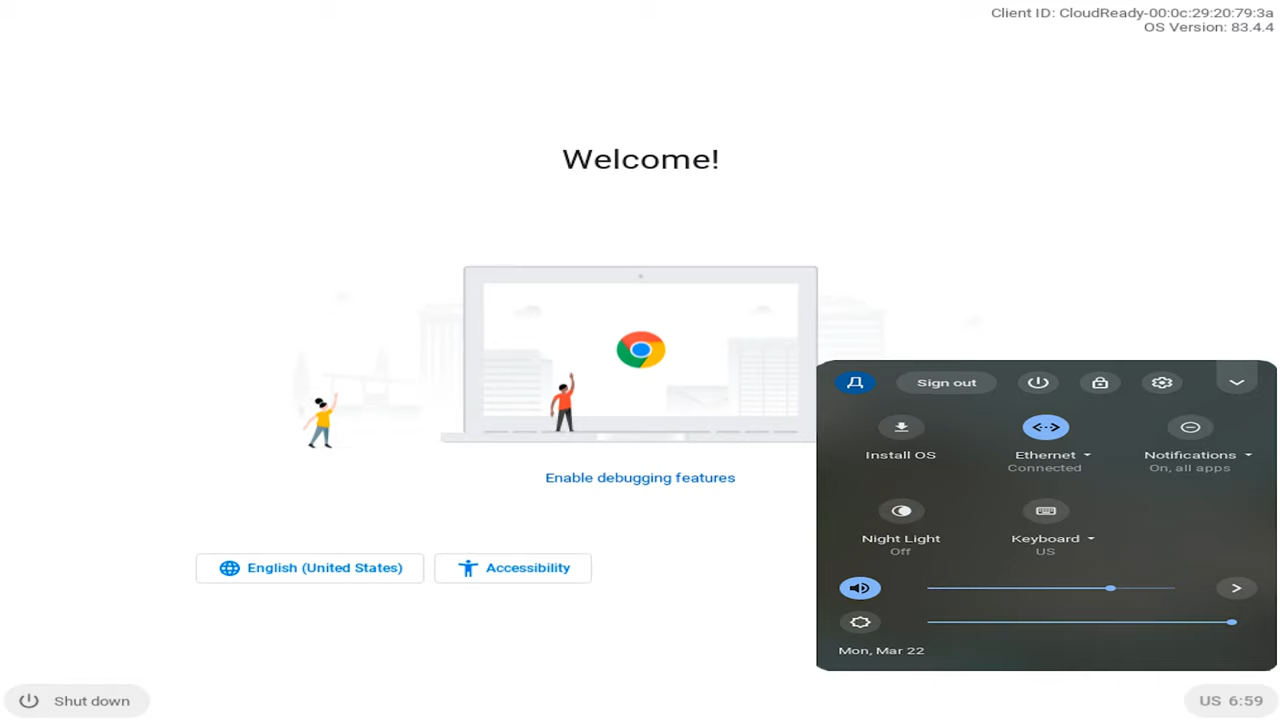 Client ID: CloudReady-00:0c:29:20:79:3a
OS Version: 83.4.4
Welcome!
Enable debugging features
English (United States)
Accessibility
Д
Sign out
Install OS
Ethernet
Connected
Notifications
On, all apps
Night Light
Off
Keyboard
US
Mon, Mar 22
Shut down
US 6:59